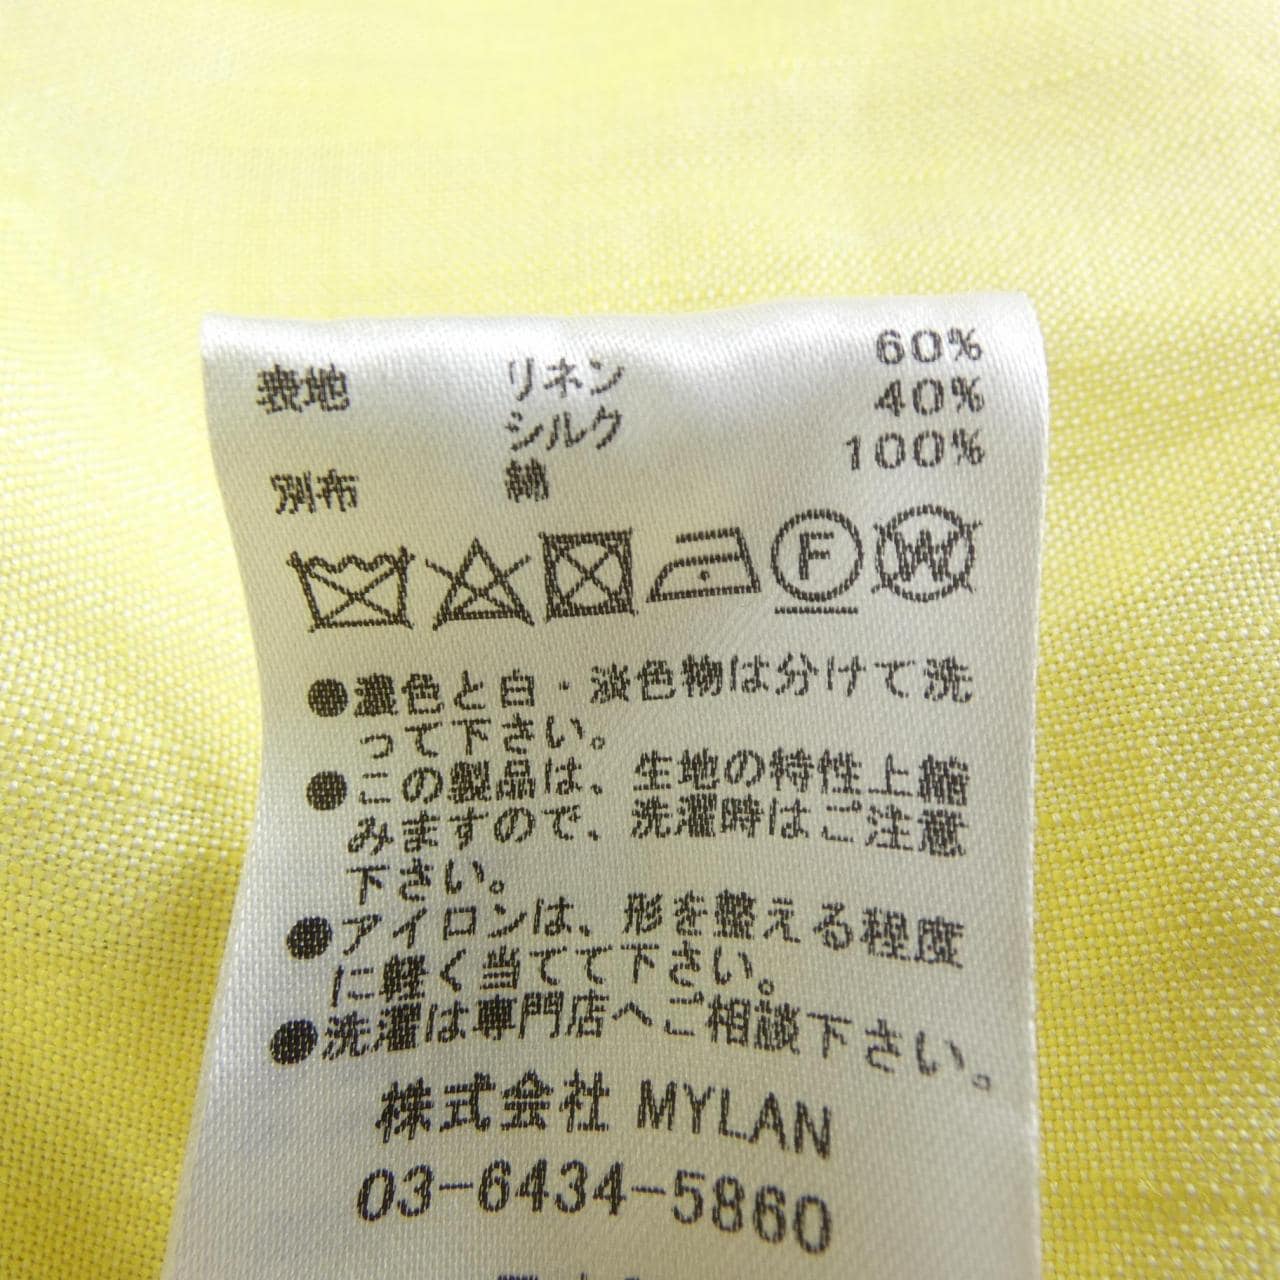 表地 リネン 60%
シルク 40%
別布 綿 100%
F W
●濃色と白・淡色物は分けて洗
って下さい。
●この製品は、生地の特性上縮
みますので、洗濯時はご注意
下さい。
●アイロンは、形を整える程度
に軽く当てて下さい。
●洗濯は専門店へご相談下さい。
株式会社 MYLAN
03-6434-5860